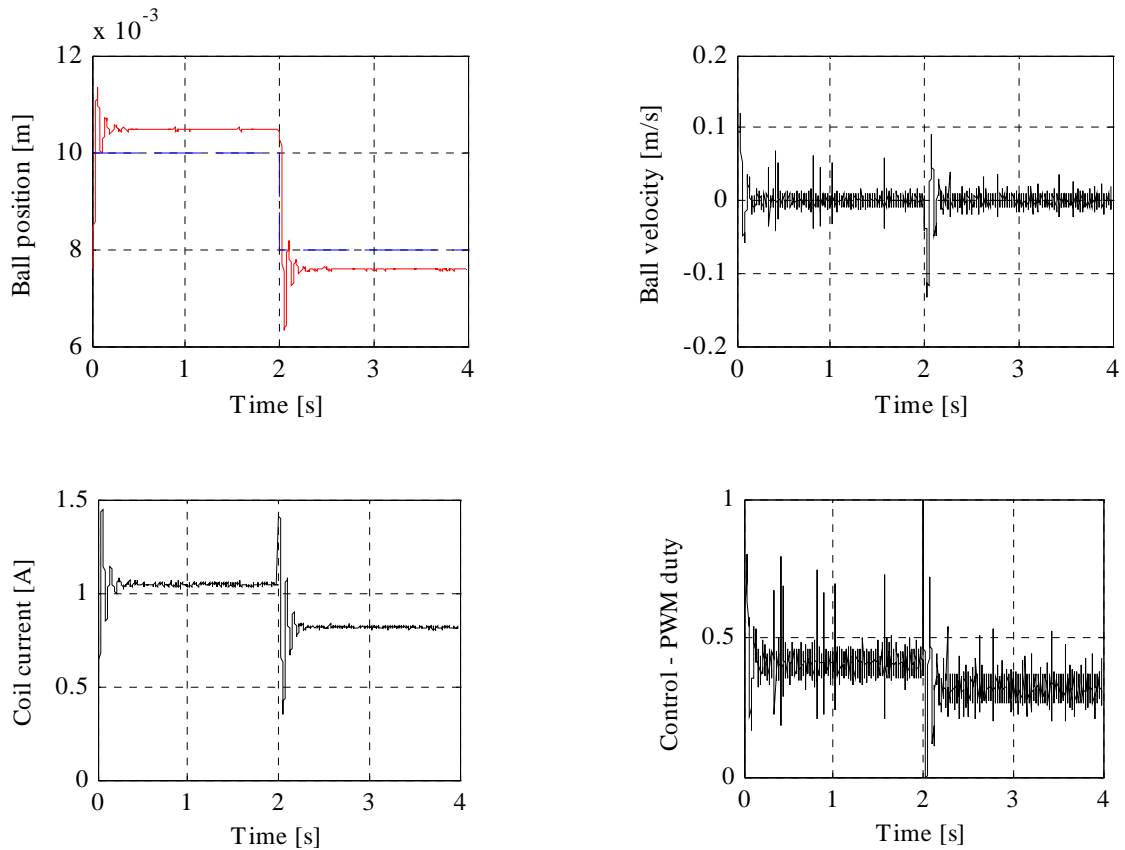 x 10⁻³
12
10
8
6
Ball position [m]
0 1 2 3 4
Time [s]
0.2
0.1
0
-0.1
-0.2
Ball velocity [m/s]
0 1 2 3 4
Time [s]
1.5
1
0.5
0
Coil current [A]
0 1 2 3 4
Time [s]
1
0.5
0
Control - PWM duty
0 1 2 3 4
Time [s]